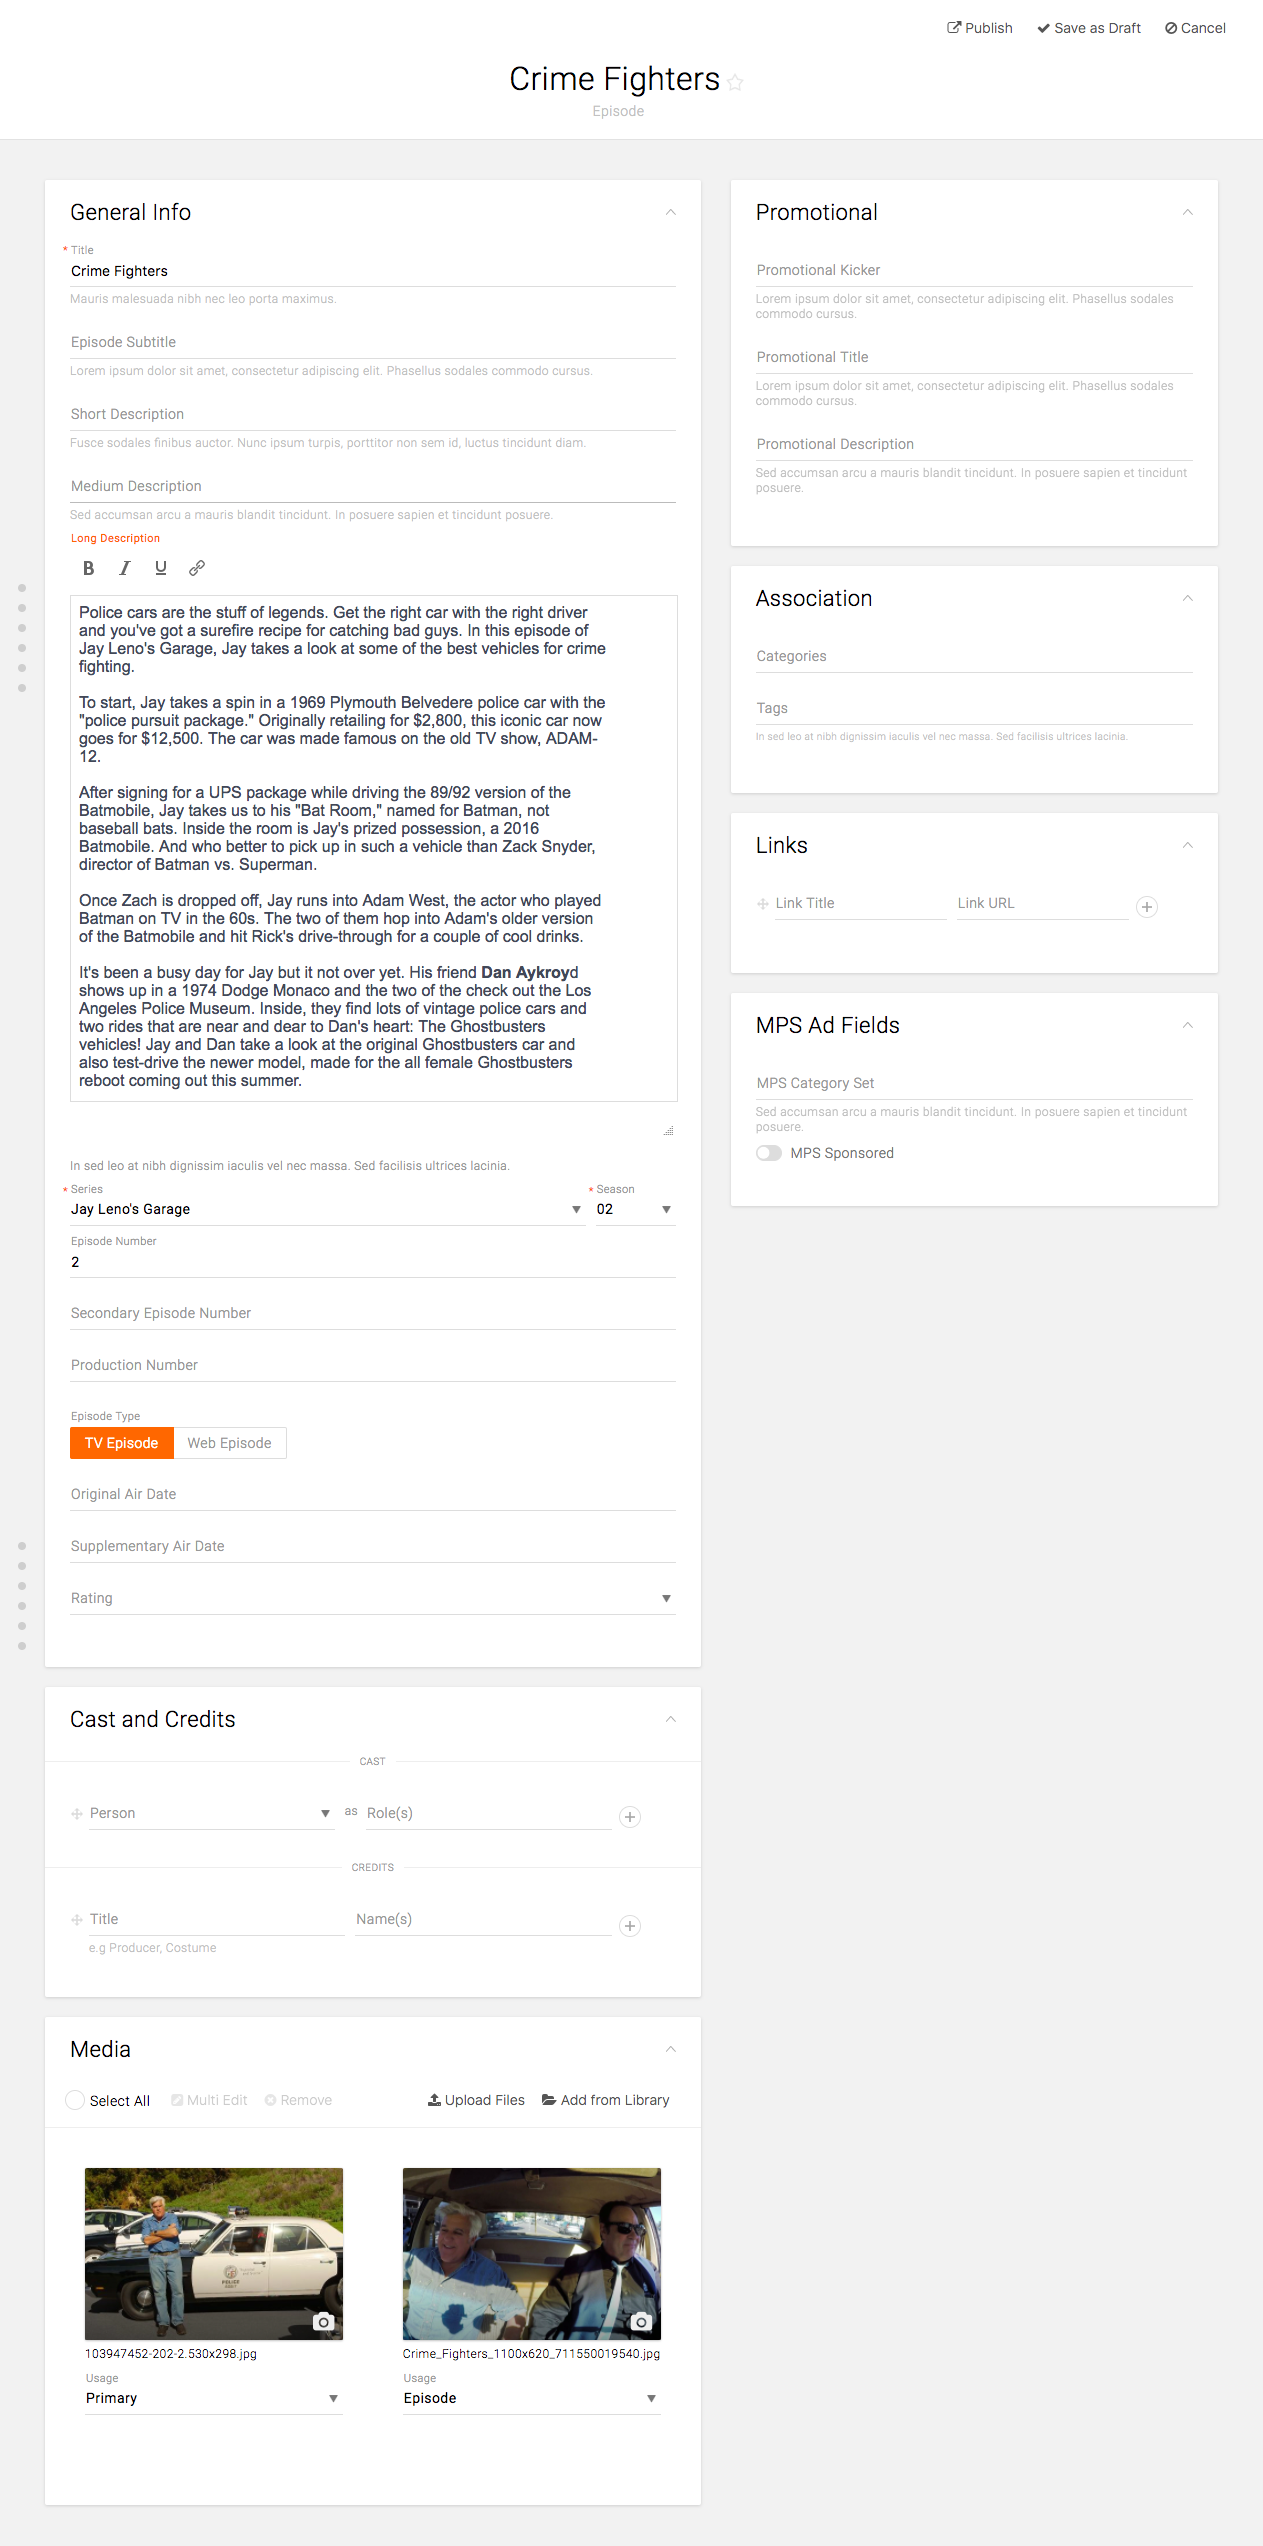 Publish Save as Draft Cancel
Crime Fighters
Episode
General Info
* Title
Crime Fighters
Mauris malesuada nibh nec leo porta maximus.
Episode Subtitle
Lorem ipsum dolor sit amet, consectetur adipiscing elit. Phasellus sodales commodo cursus.
Short Description
Fusce sodales finibus auctor. Nunc ipsum turpis, porttitor non sem id, luctus tincidunt diam.
Medium Description
Sed accumsan arcu a mauris blandit tincidunt. In posuere sapien et tincidunt posuere.
Long Description
B I U
Police cars are the stuff of legends. Get the right car with the right driver
and you've got a surefire recipe for catching bad guys. In this episode of
Jay Leno's Garage, Jay takes a look at some of the best vehicles for crime
fighting.
To start, Jay takes a spin in a 1969 Plymouth Belvedere police car with the
"police pursuit package." Originally retailing for $2,800, this iconic car now
goes for $12,500. The car was made famous on the old TV show, ADAM-
12.
After signing for a UPS package while driving the 89/92 version of the
Batmobile, Jay takes us to his "Bat Room," named for Batman, not
baseball bats. Inside the room is Jay's prized possession, a 2016
Batmobile. And who better to pick up in such a vehicle than Zack Snyder,
director of Batman vs. Superman.
Once Zach is dropped off, Jay runs into Adam West, the actor who played
Batman on TV in the 60s. The two of them hop into Adam's older version
of the Batmobile and hit Rick's drive-through for a couple of cool drinks.
It's been a busy day for Jay but it not over yet. His friend Dan Aykroyd
shows up in a 1974 Dodge Monaco and the two of the check out the Los
Angeles Police Museum. Inside, they find lots of vintage police cars and
two rides that are near and dear to Dan's heart: The Ghostbusters
vehicles! Jay and Dan take a look at the original Ghostbusters car and
also test-drive the newer model, made for the all female Ghostbusters
reboot coming out this summer.
In sed leo at nibh dignissim iaculis vel nec massa. Sed facilisis ultrices lacinia.
* Series * Season
Jay Leno's Garage 02
Episode Number
2
Secondary Episode Number
Production Number
Episode Type
TV Episode Web Episode
Original Air Date
Supplementary Air Date
Rating
Cast and Credits
CAST
Person as Role(s)
CREDITS
Title Name(s)
e.g Producer, Costume
Media
Select All Multi Edit Remove Upload Files Add from Library
POLICE
103947452-202-2.530x298.jpg
Usage
Primary
Crime_Fighters_1100x620_711550019540.jpg
Usage
Episode
Promotional
Promotional Kicker
Lorem ipsum dolor sit amet, consectetur adipiscing elit. Phasellus sodales
commodo cursus.
Promotional Title
Lorem ipsum dolor sit amet, consectetur adipiscing elit. Phasellus sodales
commodo cursus.
Promotional Description
Sed accumsan arcu a mauris blandit tincidunt. In posuere sapien et tincidunt
posuere.
Association
Categories
Tags
In sed leo at nibh dignissim iaculis vel nec massa. Sed facilisis ultrices lacinia.
Links
Link Title Link URL
MPS Ad Fields
MPS Category Set
Sed accumsan arcu a mauris blandit tincidunt. In posuere sapien et tincidunt
posuere.
MPS Sponsored